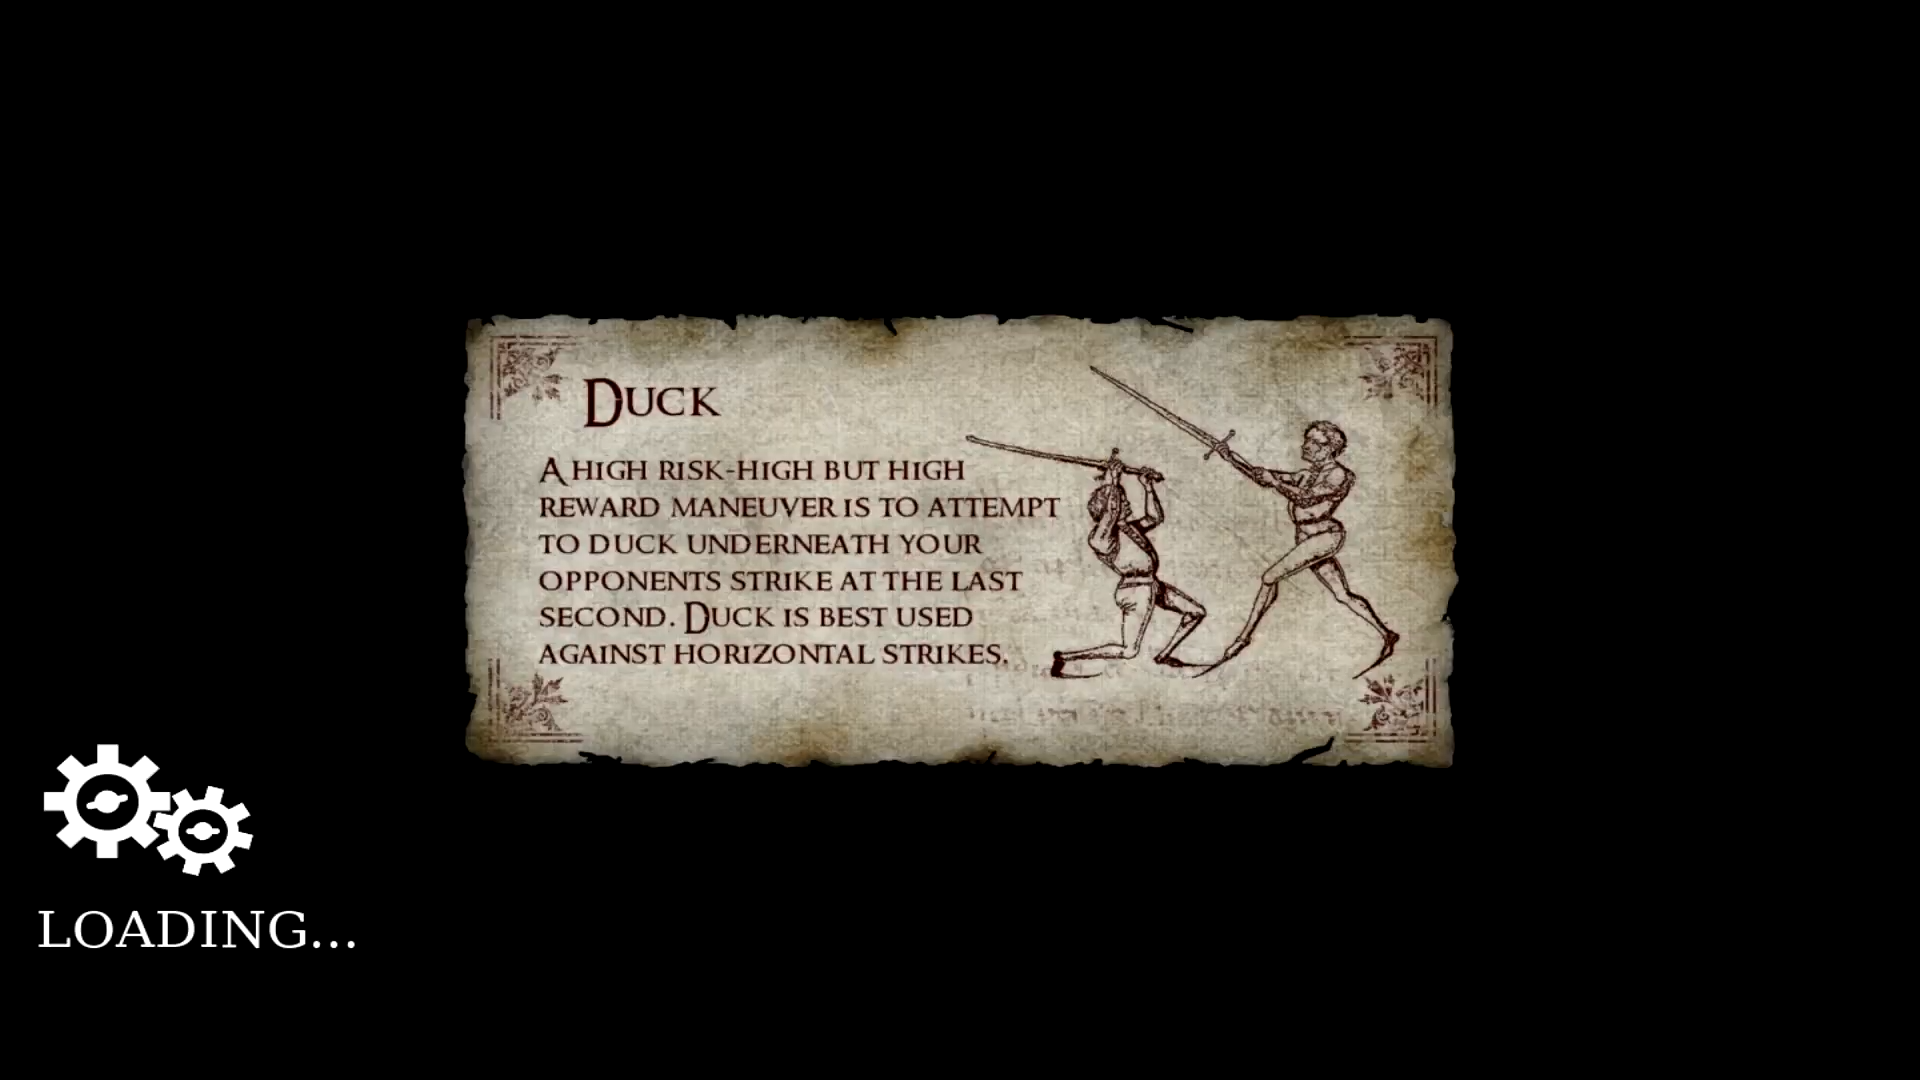 Duck
A high risk-high but high
reward maneuver is to attempt
to duck underneath your
opponents strike at the last
second. Duck is best used
against horizontal strikes.
LOADING...